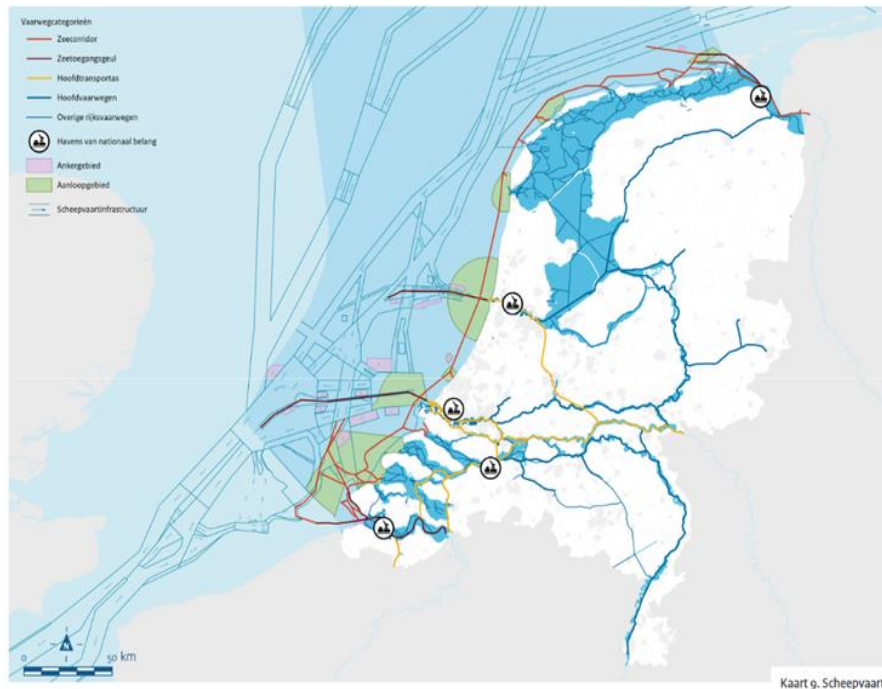 Vaarwegcategorieën
Zeecorridor
Zeetoegangsgeul
Hoofdtransportas
Hoofdvaarwegen
Overige rijksvaarwegen
Havens van nationaal belang
Ankergebied
Aanloopgebied
Scheepvaartinfrastructuur
N
0 50 km
Kaart 9. Scheepvaart